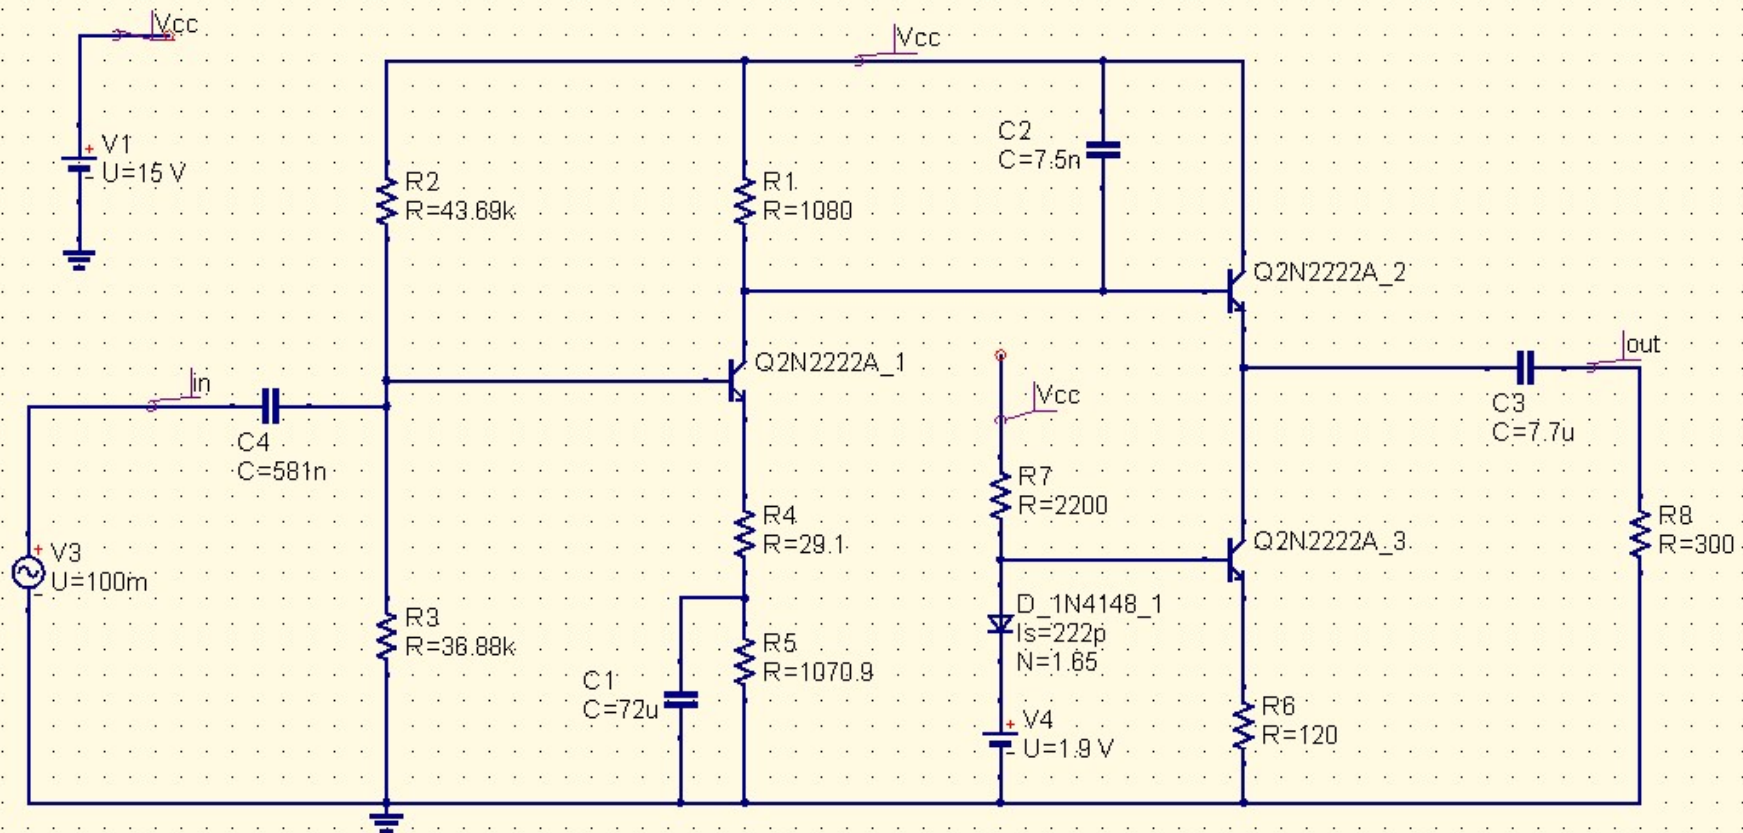 Vcc
V1
U=15 V
R2
R=43.69k
R1
R=1080
Vcc
C2
C=7.5n
Q2N2222A_2
in
C4
C=581n
Q2N2222A_1
Vcc
out
C3
C=7.7u
V3
U=100m
R4
R=29.1
R7
R=2200
Q2N2222A_3
R8
R=300
R3
R=36.88k
C1
C=72u
R5
R=1070.9
D_1N4148_1
Is=222p
N=1.65
V4
U=1.9 V
R6
R=120